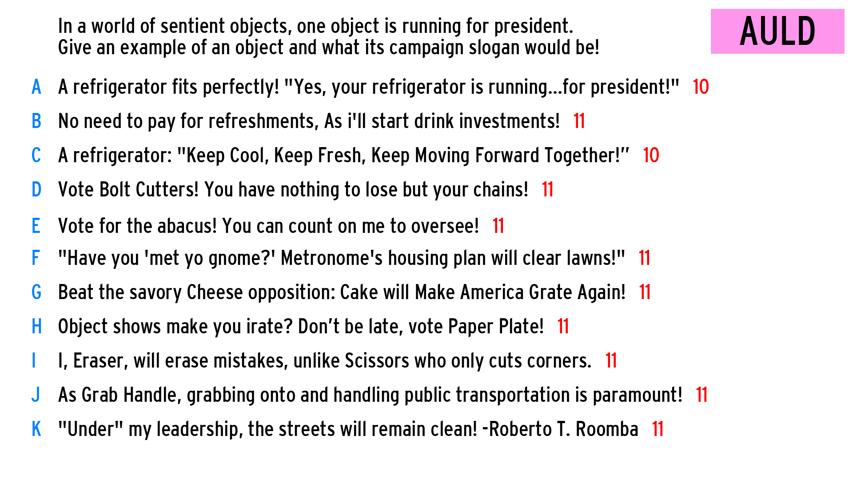 In a world of sentient objects, one object is running for president.
Give an example of an object and what its campaign slogan would be!
AULD
A A refrigerator fits perfectly! "Yes, your refrigerator is running...for president!" 10
B No need to pay for refreshments, As i'll start drink investments! 11
C A refrigerator: "Keep Cool, Keep Fresh, Keep Moving Forward Together!” 10
D Vote Bolt Cutters! You have nothing to lose but your chains! 11
E Vote for the abacus! You can count on me to oversee! 11
F "Have you 'met yo gnome?' Metronome's housing plan will clear lawns!" 11
G Beat the savory Cheese opposition: Cake will Make America Grate Again! 11
H Object shows make you irate? Don’t be late, vote Paper Plate! 11
I I, Eraser, will erase mistakes, unlike Scissors who only cuts corners. 11
J As Grab Handle, grabbing onto and handling public transportation is paramount! 11
K "Under" my leadership, the streets will remain clean! -Roberto T. Roomba 11